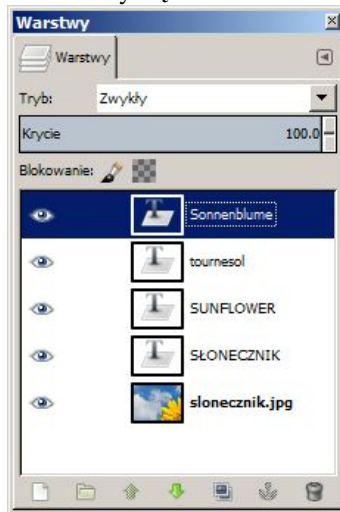 Warstwy
Warstwy
Tryb: Zwykły
Krycie 100.0
Blokowanie:
Sonnenblume
tournesol
SUNFLOWER
SŁONECZNIK
slonecznik.jpg